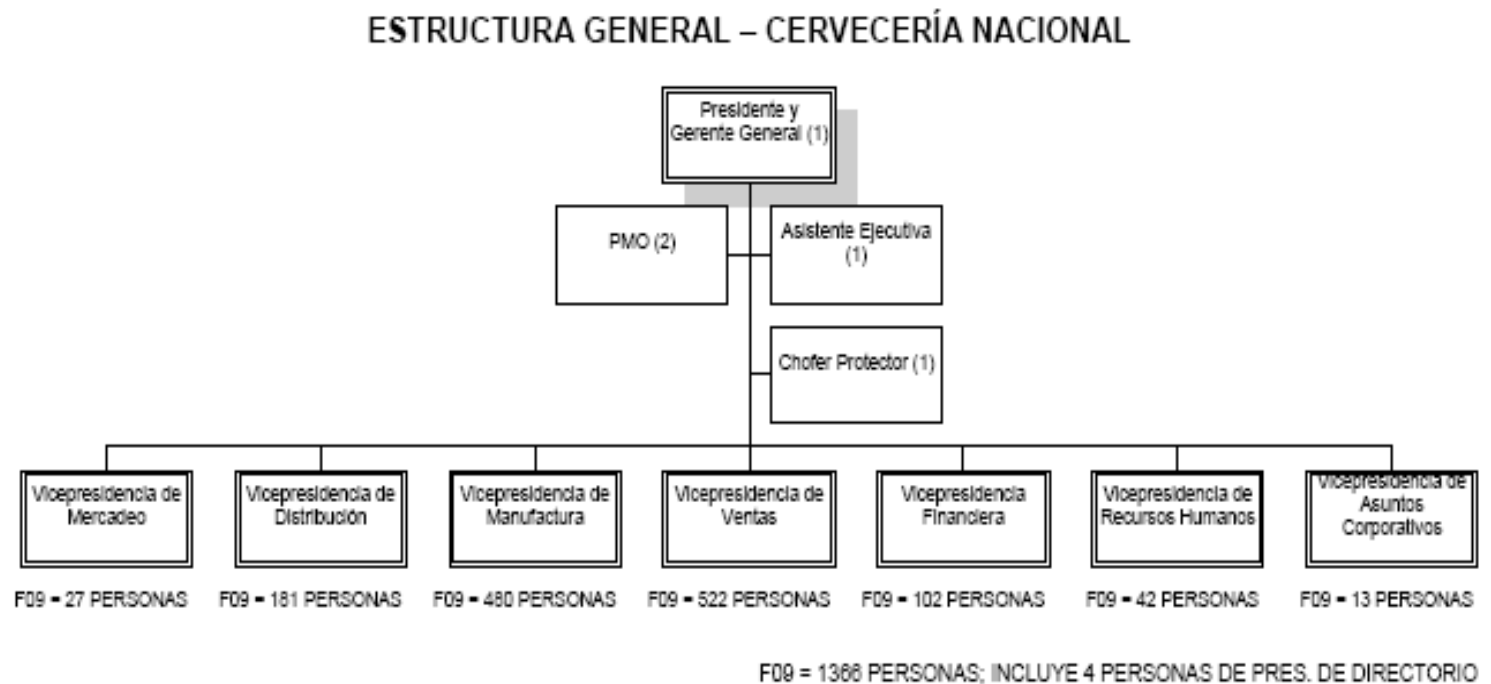 ESTRUCTURA GENERAL – CERVECERÍA NACIONAL
Presidente y
Gerente General (1)
PMO (2)
Asistente Ejecutiva
(1)
Chofer Protector (1)
Vicepresidencia de
Mercadeo
Vicepresidencia de
Distribución
Vicepresidencia de
Manufactura
Vicepresidencia de
Ventas
Vicepresidencia
Financiera
Vicepresidencia de
Recursos Humanos
Vicepresidencia de
Asuntos
Corporativos
F09 = 27 PERSONAS
F09 = 181 PERSONAS
F09 = 480 PERSONAS
F09 = 522 PERSONAS
F09 = 102 PERSONAS
F09 = 42 PERSONAS
F09 = 13 PERSONAS
F09 = 1366 PERSONAS; INCLUYE 4 PERSONAS DE PRES. DE DIRECTORIO